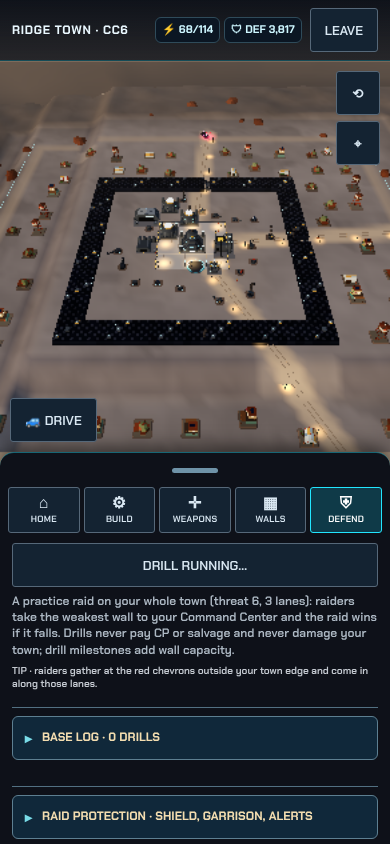 RIDGE TOWN · CC6
⚡ 68/114
🛡 DEF 3,817
LEAVE
🚙 DRIVE
HOME
BUILD
WEAPONS
WALLS
DEFEND
DRILL RUNNING...
A practice raid on your whole town (threat 6, 3 lanes): raiders
take the weakest wall to your Command Center and the raid wins
if it falls. Drills never pay CP or salvage and never damage your
town; drill milestones add wall capacity.
TIP · raiders gather at the red chevrons outside your town edge and come in
along those lanes.
▶ BASE LOG · 0 DRILLS
▶ RAID PROTECTION · SHIELD, GARRISON, ALERTS